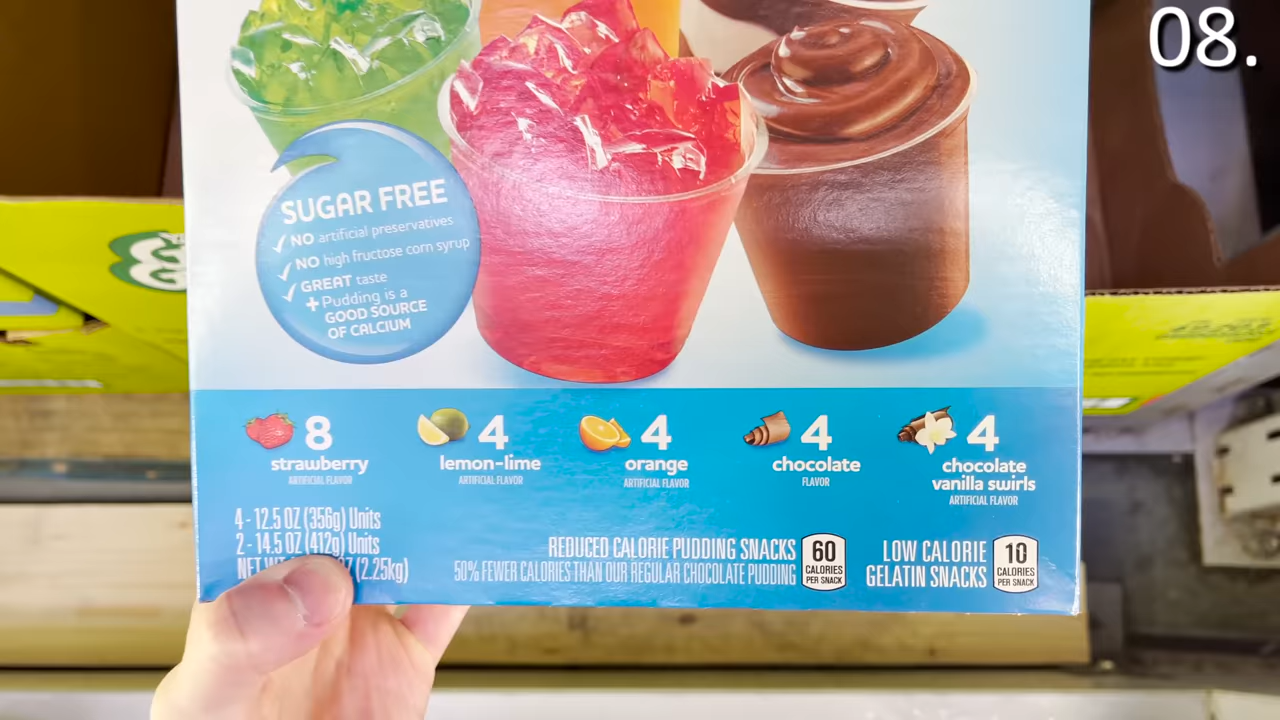 08.
SUGAR FREE
✓ NO artificial preservatives
✓ NO high fructose corn syrup
✓ GREAT taste
+ Pudding is a
GOOD SOURCE
OF CALCIUM
8
strawberry
ARTIFICIAL FLAVOR
4
lemon-lime
ARTIFICIAL FLAVOR
4
orange
ARTIFICIAL FLAVOR
4
chocolate
FLAVOR
4
chocolate
vanilla swirls
ARTIFICIAL FLAVOR
4 - 12.5 OZ (356g) Units
2 - 14.5 OZ (412g) Units
NET (2.25kg)
REDUCED CALORIE PUDDING SNACKS
50% FEWER CALORIES THAN OUR REGULAR CHOCOLATE PUDDING
60
CALORIES
PER SNACK
LOW CALORIE
GELATIN SNACKS
10
CALORIES
PER SNACK